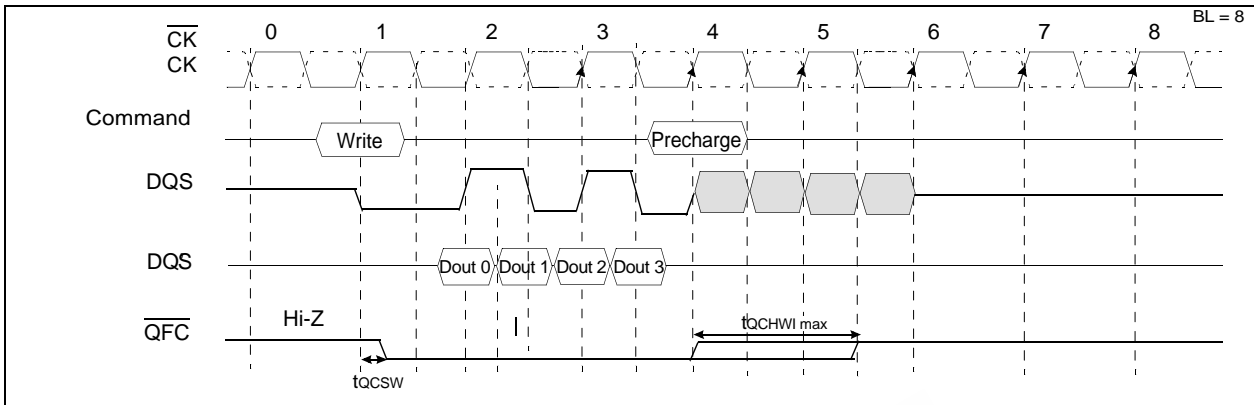 BL = 8
0 1 2 3 4 5 6 7 8
CK
CK
Command
Write
Precharge
DQS
DQS
Dout 0 Dout 1 Dout 2 Dout 3
QFC
Hi-Z
tQCHWI max
tQCSW